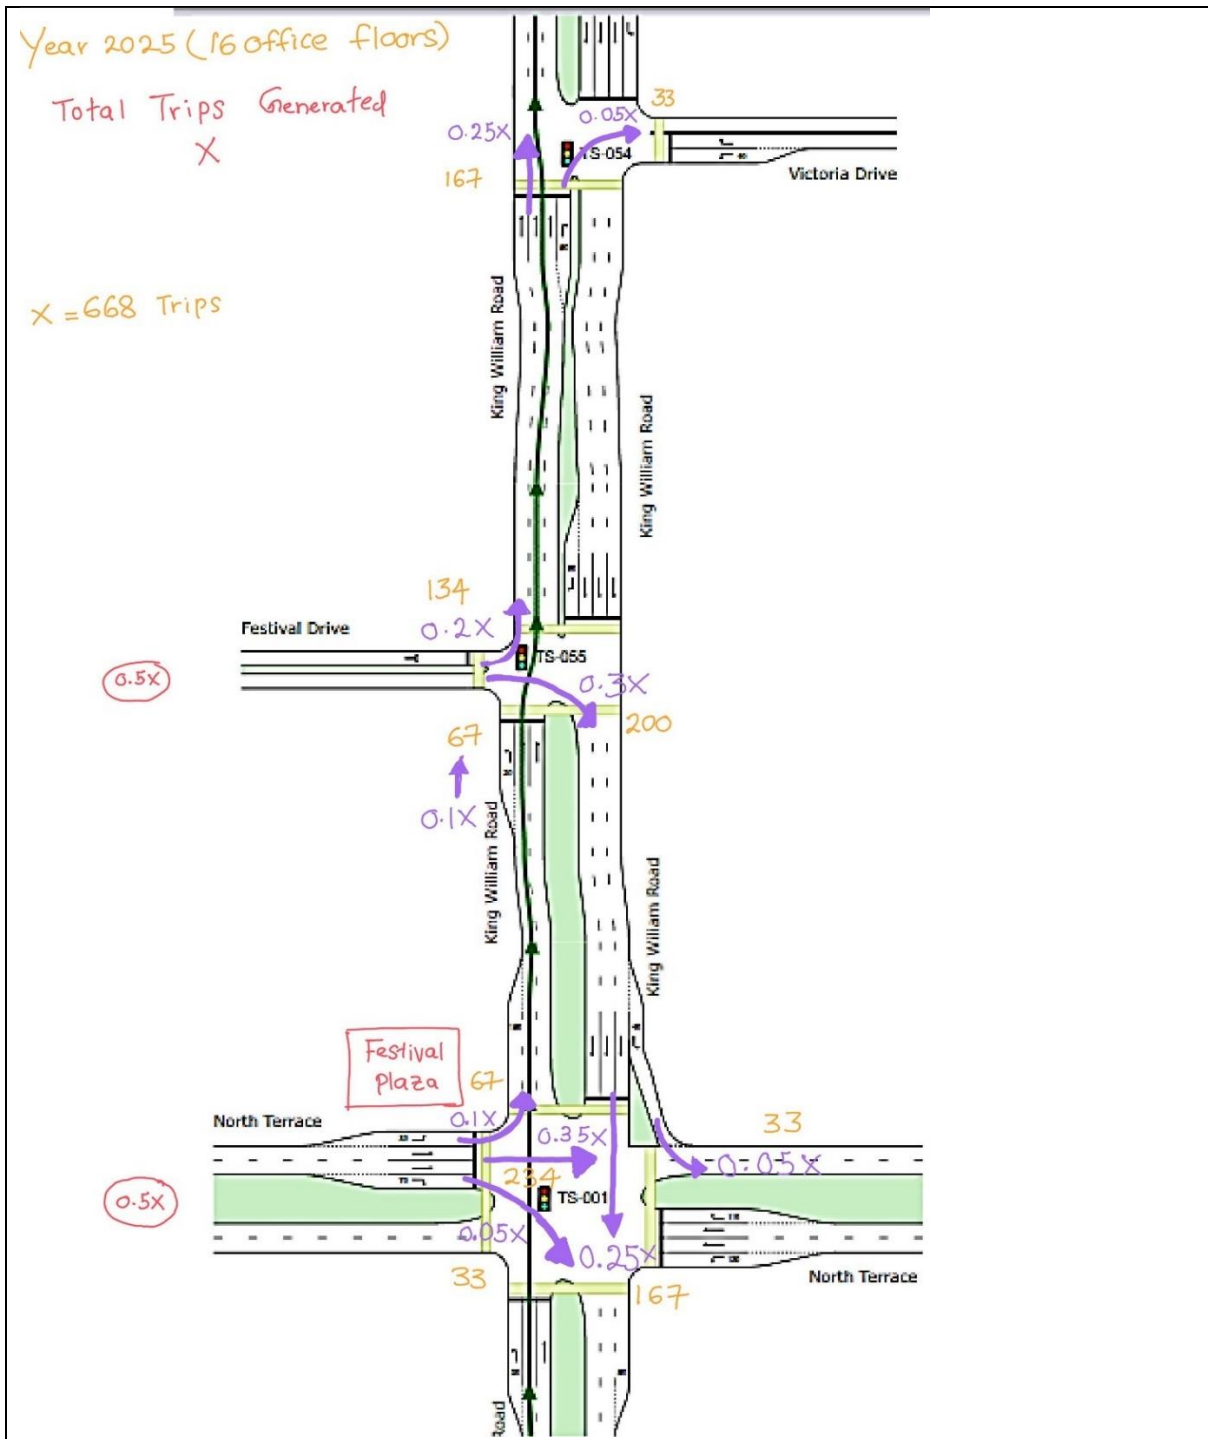 Year 2025 (16 office floors)
Total Trips Generated
X
X = 668 Trips
33
0.05X
0.25X
TS-054
167
Victoria Drive
King William Road
King William Road
134
0.2X
Festival Drive
TS-055
0.5X
0.3X
200
67
0.1X
King William Road
King William Road
Festival
Plaza
67
North Terrace
0.1X
0.35X
33
0.05X
234
TS-001
0.5X
0.05X
0.25X
33
167
North Terrace
Road